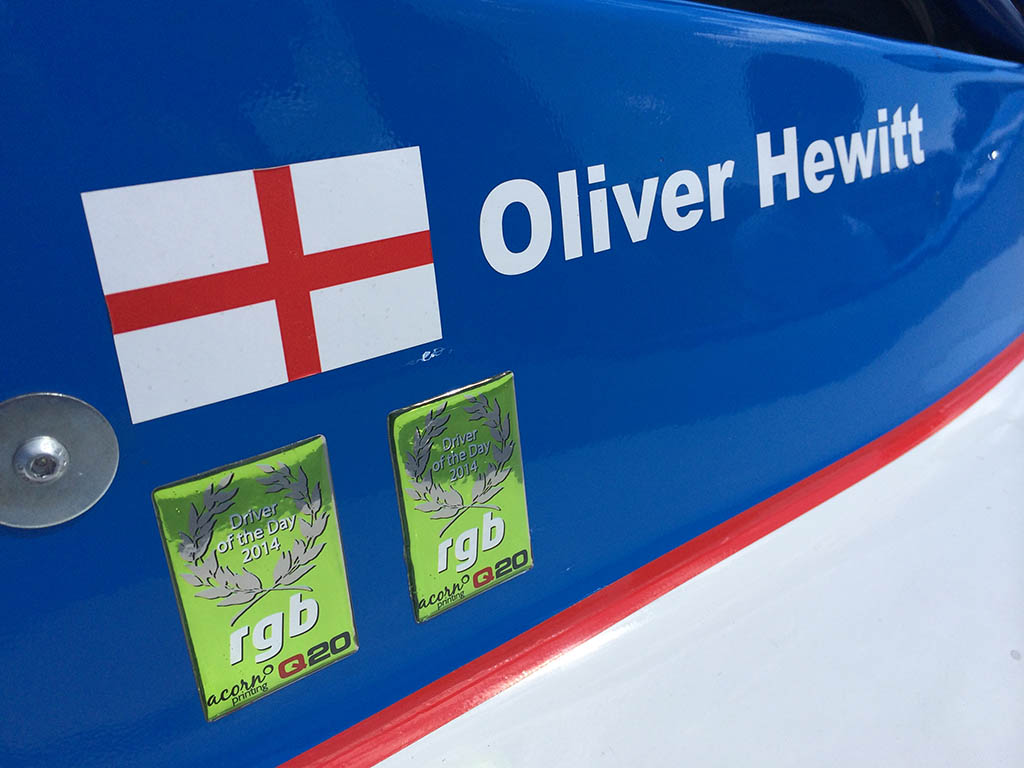 Oliver Hewitt
Driver
of the Day
2014
rgb
acorn
printing
Q20
Driver
of the Day
2014
rgb
acorn
printing
Q20